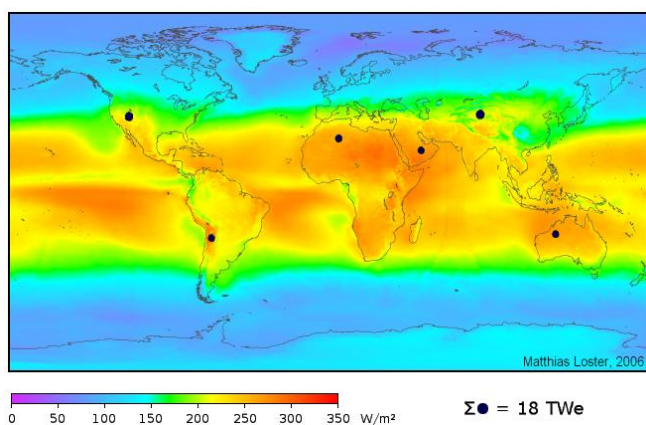 Matthias Loster, 2006
0 50 100 150 200 250 300 350 W/m²
Σ● = 18 TWe